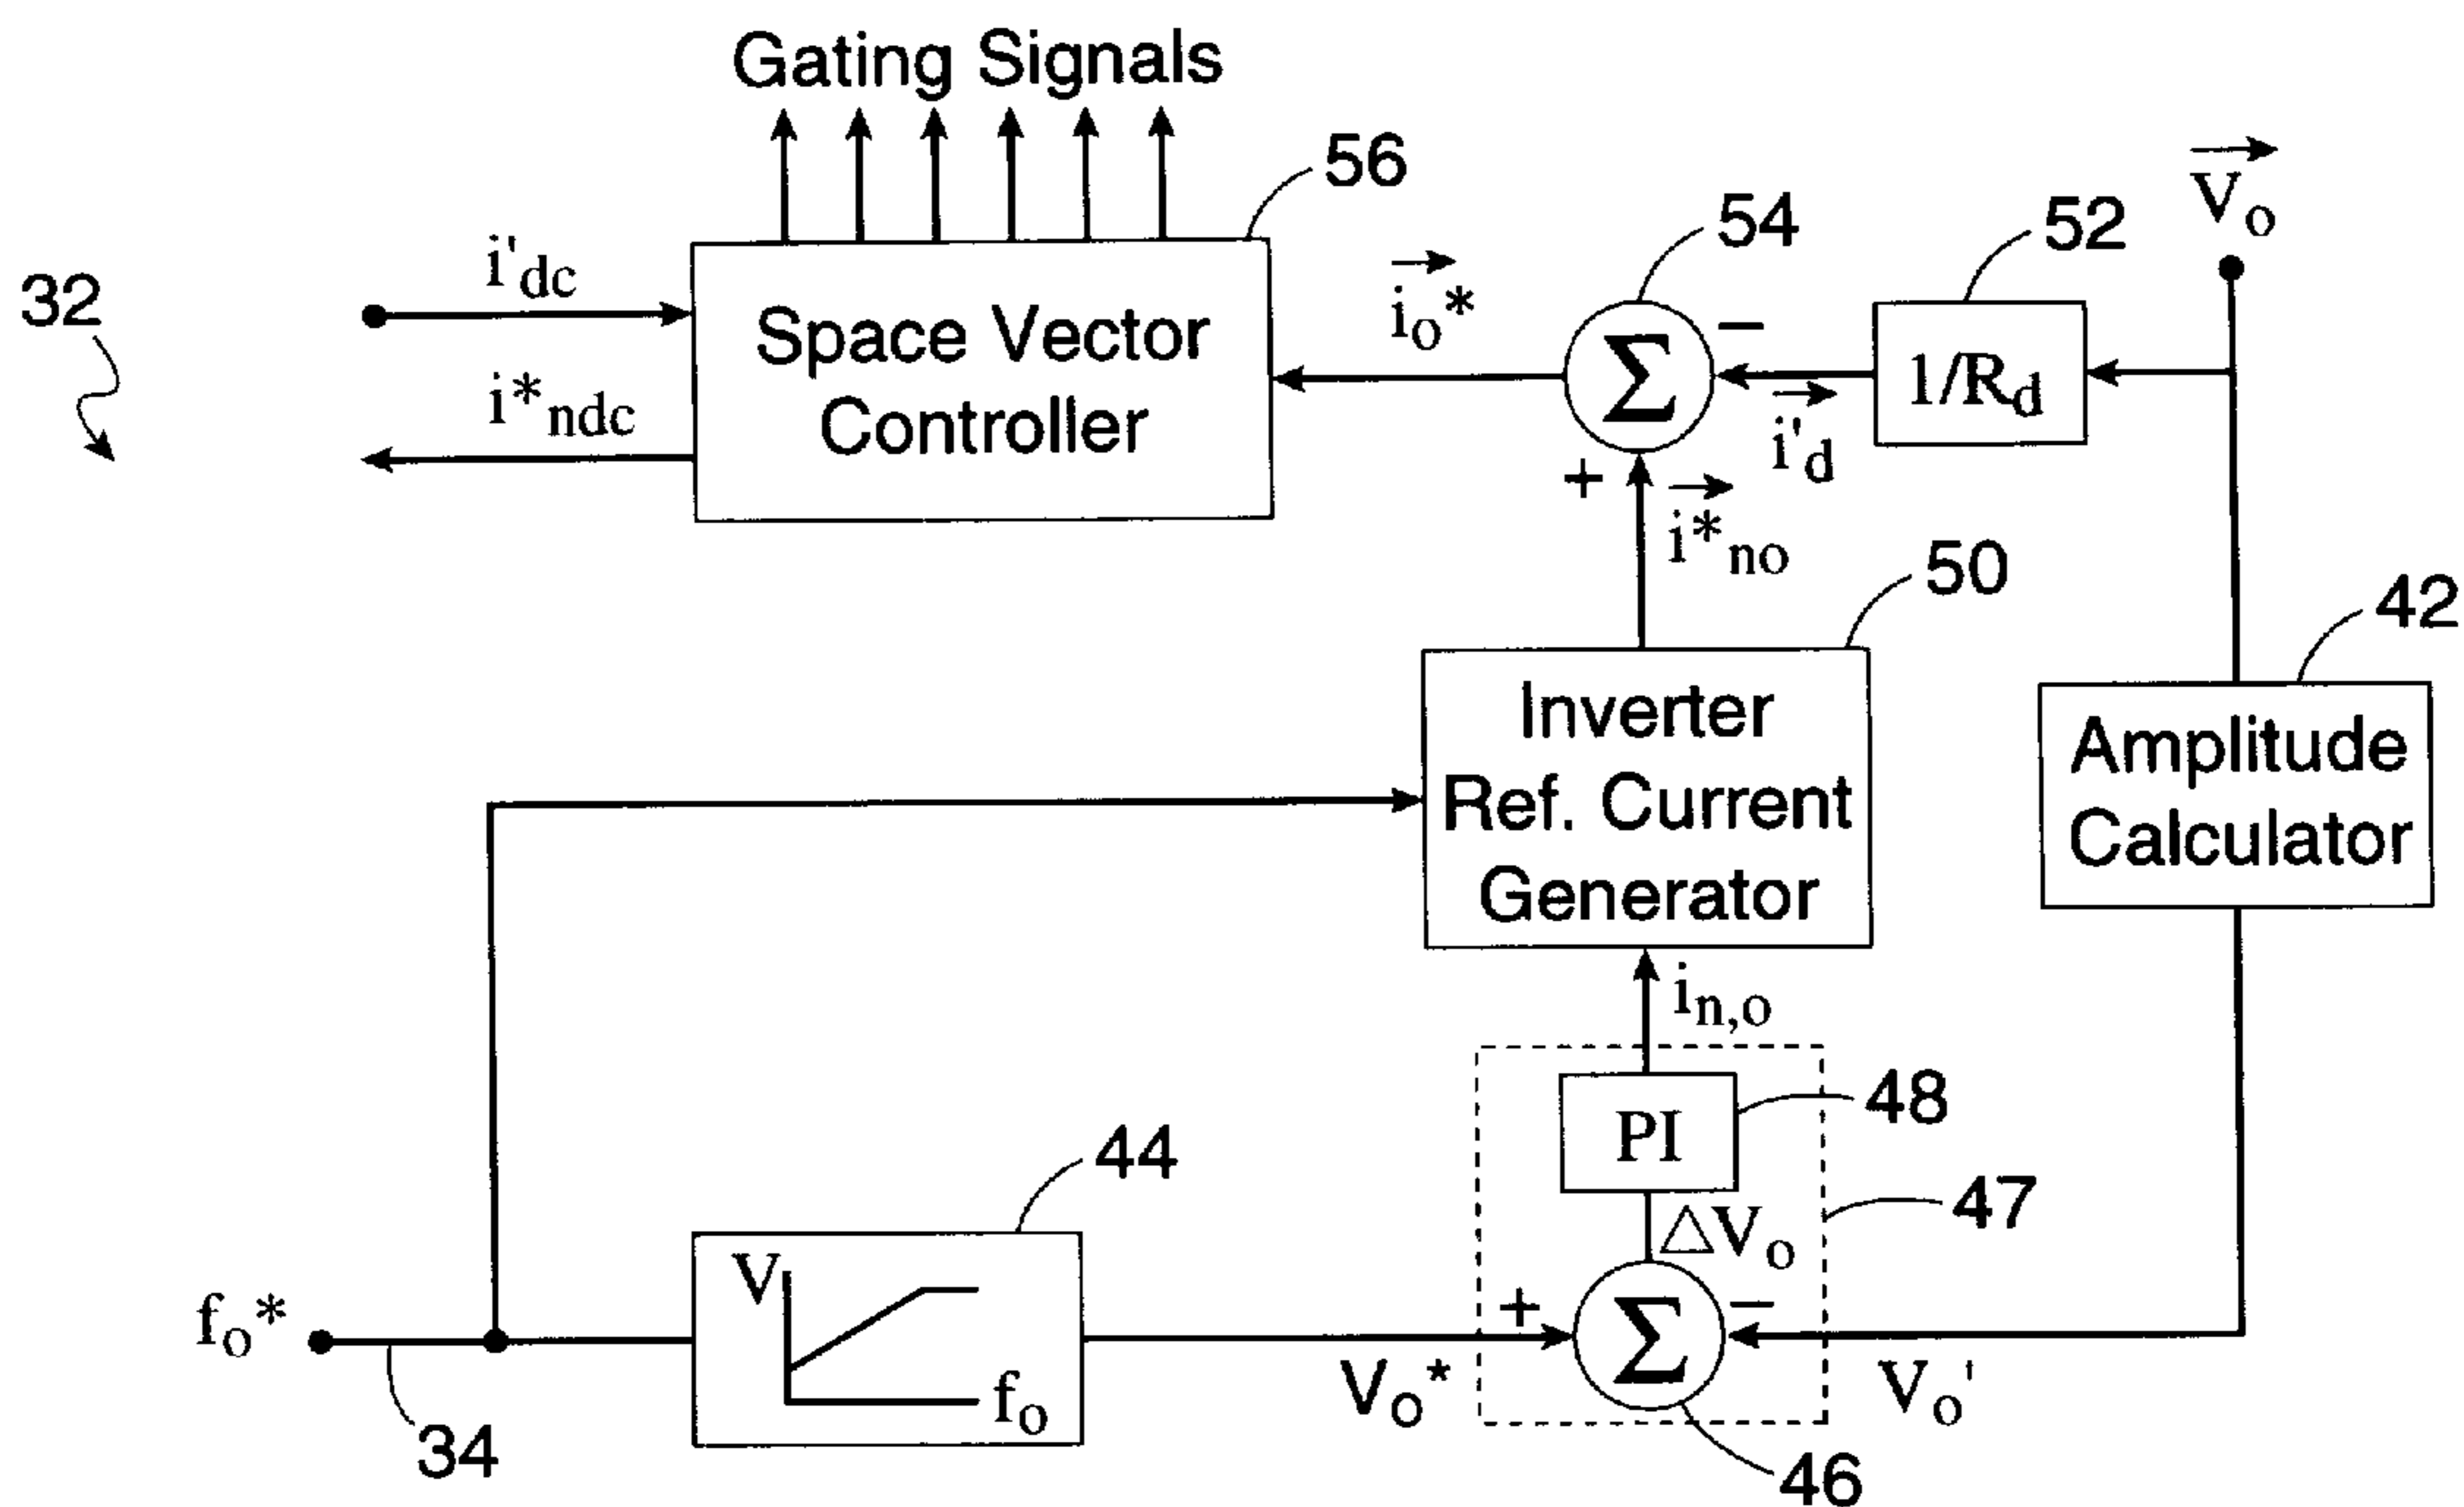 Gating Signals
56
54
52
V⃗o
32
i'dc
i*ndc
Space Vector
Controller
i⃗o*
Σ
−
+
i⃗'d
1/Rd
i⃗*no
50
42
Inverter
Ref. Current
Generator
Amplitude
Calculator
in,o
PI
48
47
△Vo
44
V
fo
fo*
34
Vo*
+
Σ
−
Vo'
46